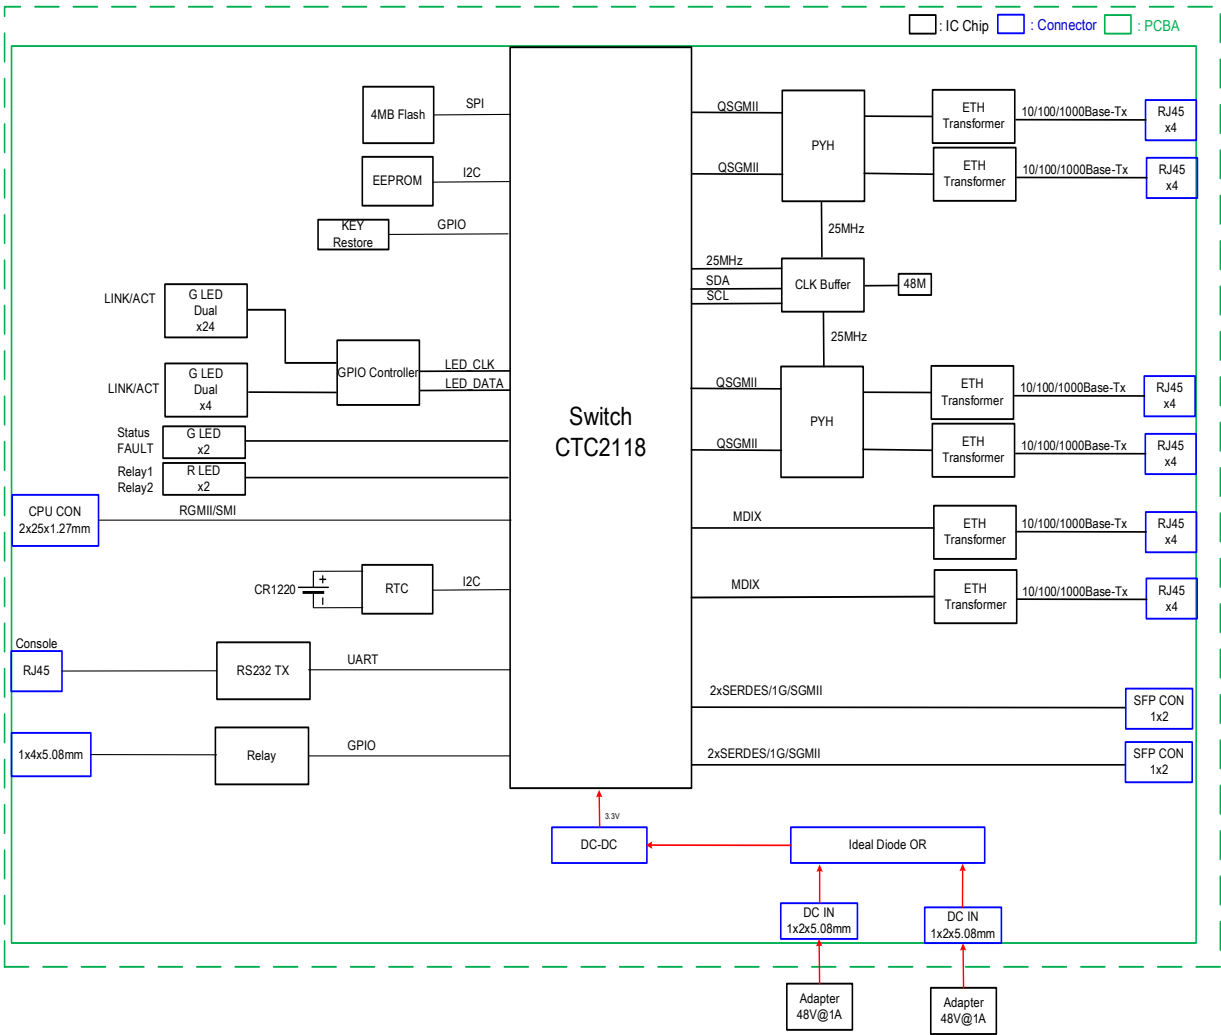 : IC Chip
: Connector
: PCBA
4MB Flash
SPI
EEPROM
I2C
KEY
Restore
GPIO
LINK/ACT
G LED
Dual
x24
LINK/ACT
G LED
Dual
x4
GPIO Controller
LED_CLK
LED_DATA
Status
FAULT
G LED
x2
Relay1
Relay2
R LED
x2
CPU CON
2x25x1.27mm
RGMII/SMI
CR1220
+
RTC
I2C
Console
RJ45
RS232 TX
UART
1x4x5.08mm
Relay
GPIO
Switch
CTC2118
QSGMII
QSGMII
PYH
ETH
Transformer
10/100/1000Base-Tx
RJ45
x4
ETH
Transformer
10/100/1000Base-Tx
RJ45
x4
25MHz
25MHz
SDA
SCL
CLK Buffer
48M
25MHz
QSGMII
QSGMII
PYH
ETH
Transformer
10/100/1000Base-Tx
RJ45
x4
ETH
Transformer
10/100/1000Base-Tx
RJ45
x4
MDIX
ETH
Transformer
10/100/1000Base-Tx
RJ45
x4
MDIX
ETH
Transformer
10/100/1000Base-Tx
RJ45
x4
2xSERDES/1G/SGMII
SFP CON
1x2
2xSERDES/1G/SGMII
SFP CON
1x2
3.3V
DC-DC
Ideal Diode OR
DC IN
1x2x5.08mm
DC IN
1x2x5.08mm
Adapter
48V@1A
Adapter
48V@1A